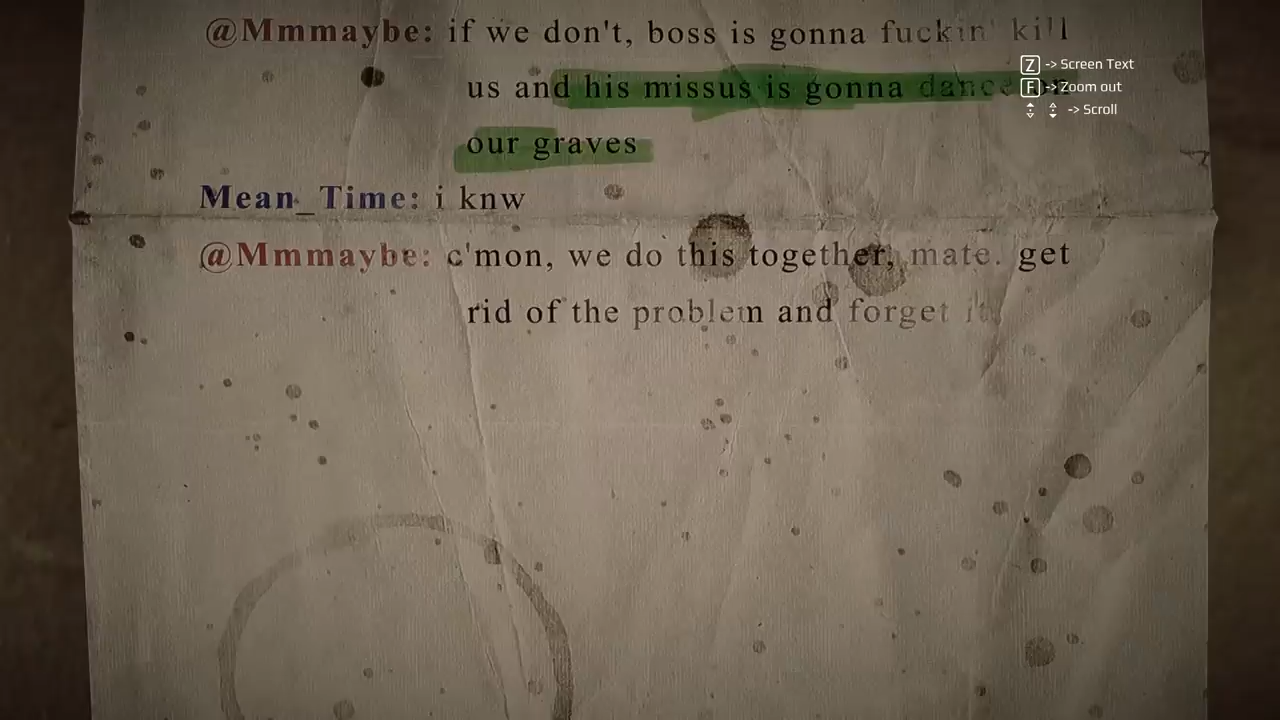 @Mmmaybe: if we don't, boss is gonna fuckin' kill
Z -> Screen Text
us and his missus is gonna dance on
F -> Zoom out
-> Scroll
our graves
Mean_Time: i knw
@Mmmaybe: c'mon, we do this together, mate. get
rid of the problem and forget it.